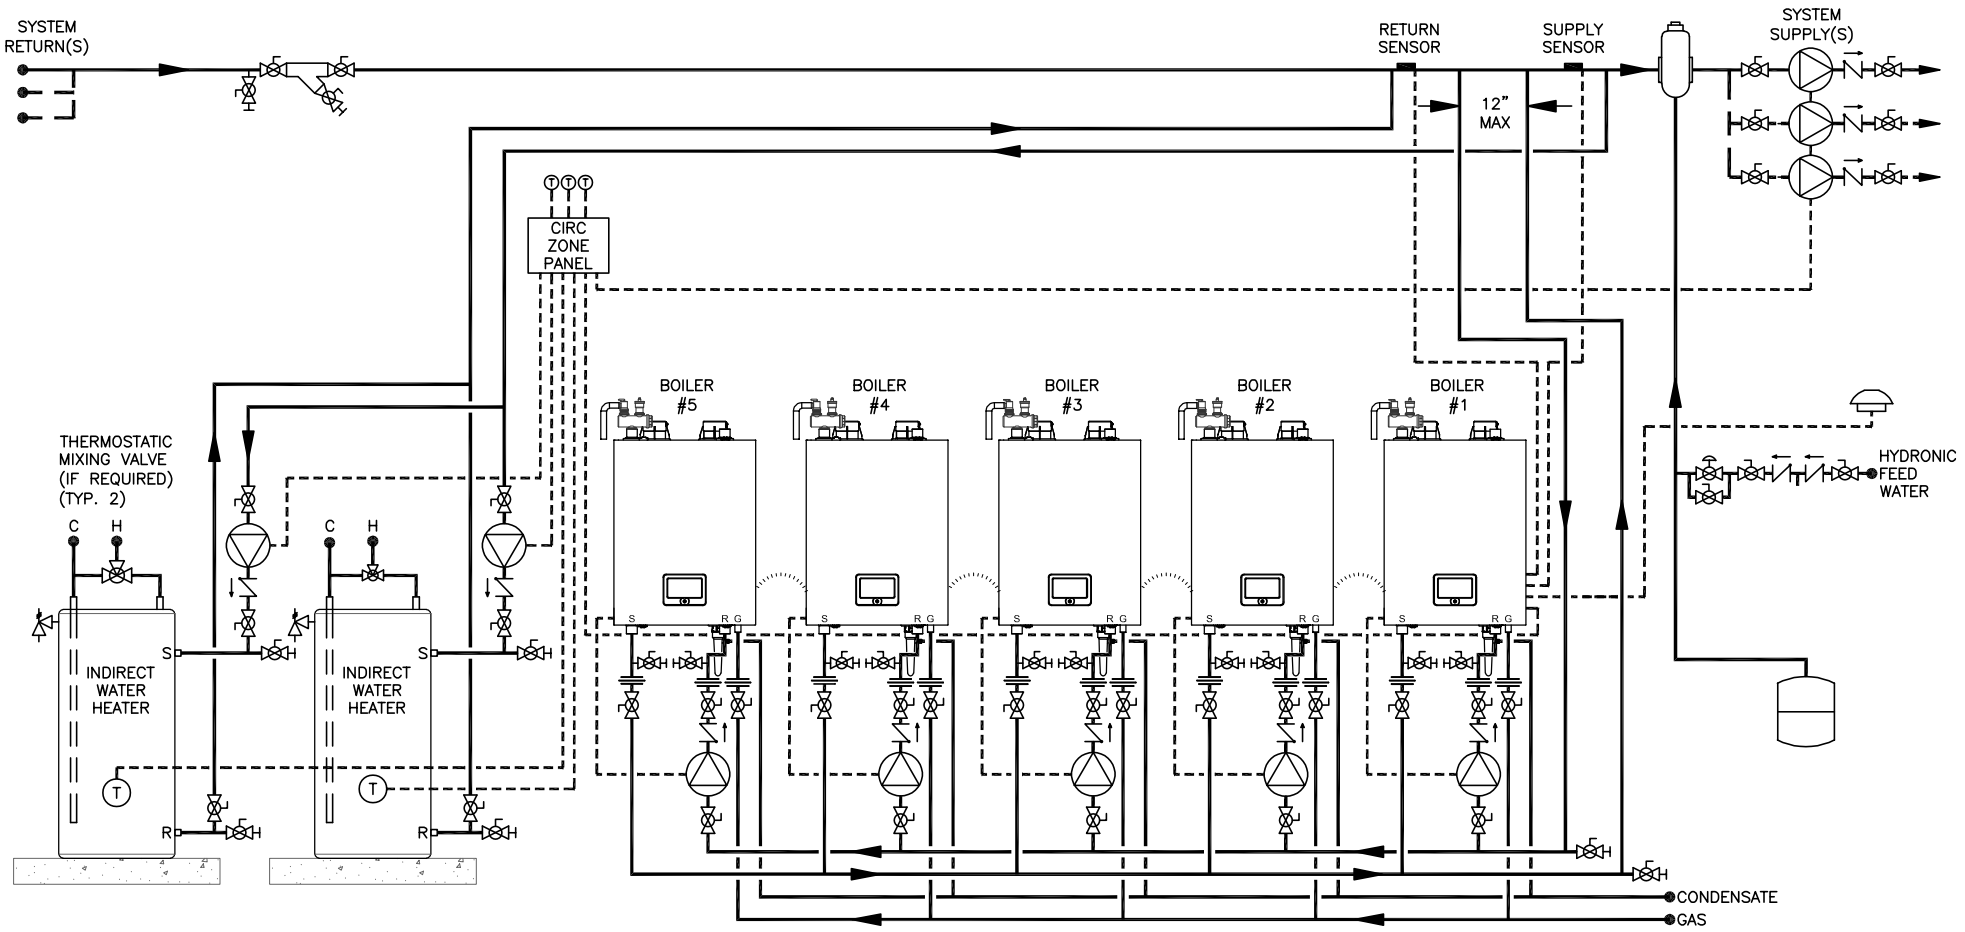 SYSTEM
RETURN(S)
RETURN
SENSOR
SUPPLY
SENSOR
SYSTEM
SUPPLY(S)
12"
MAX
T T T
CIRC
ZONE
PANEL
BOILER
#5
BOILER
#4
BOILER
#3
BOILER
#2
BOILER
#1
THERMOSTATIC
MIXING VALVE
(IF REQUIRED)
(TYP. 2)
HYDRONIC
FEED
WATER
C H
C H
S R G
S R G
S R G
S R G
S R G
S
INDIRECT
WATER
HEATER
T
R
S
INDIRECT
WATER
HEATER
T
R
CONDENSATE
GAS